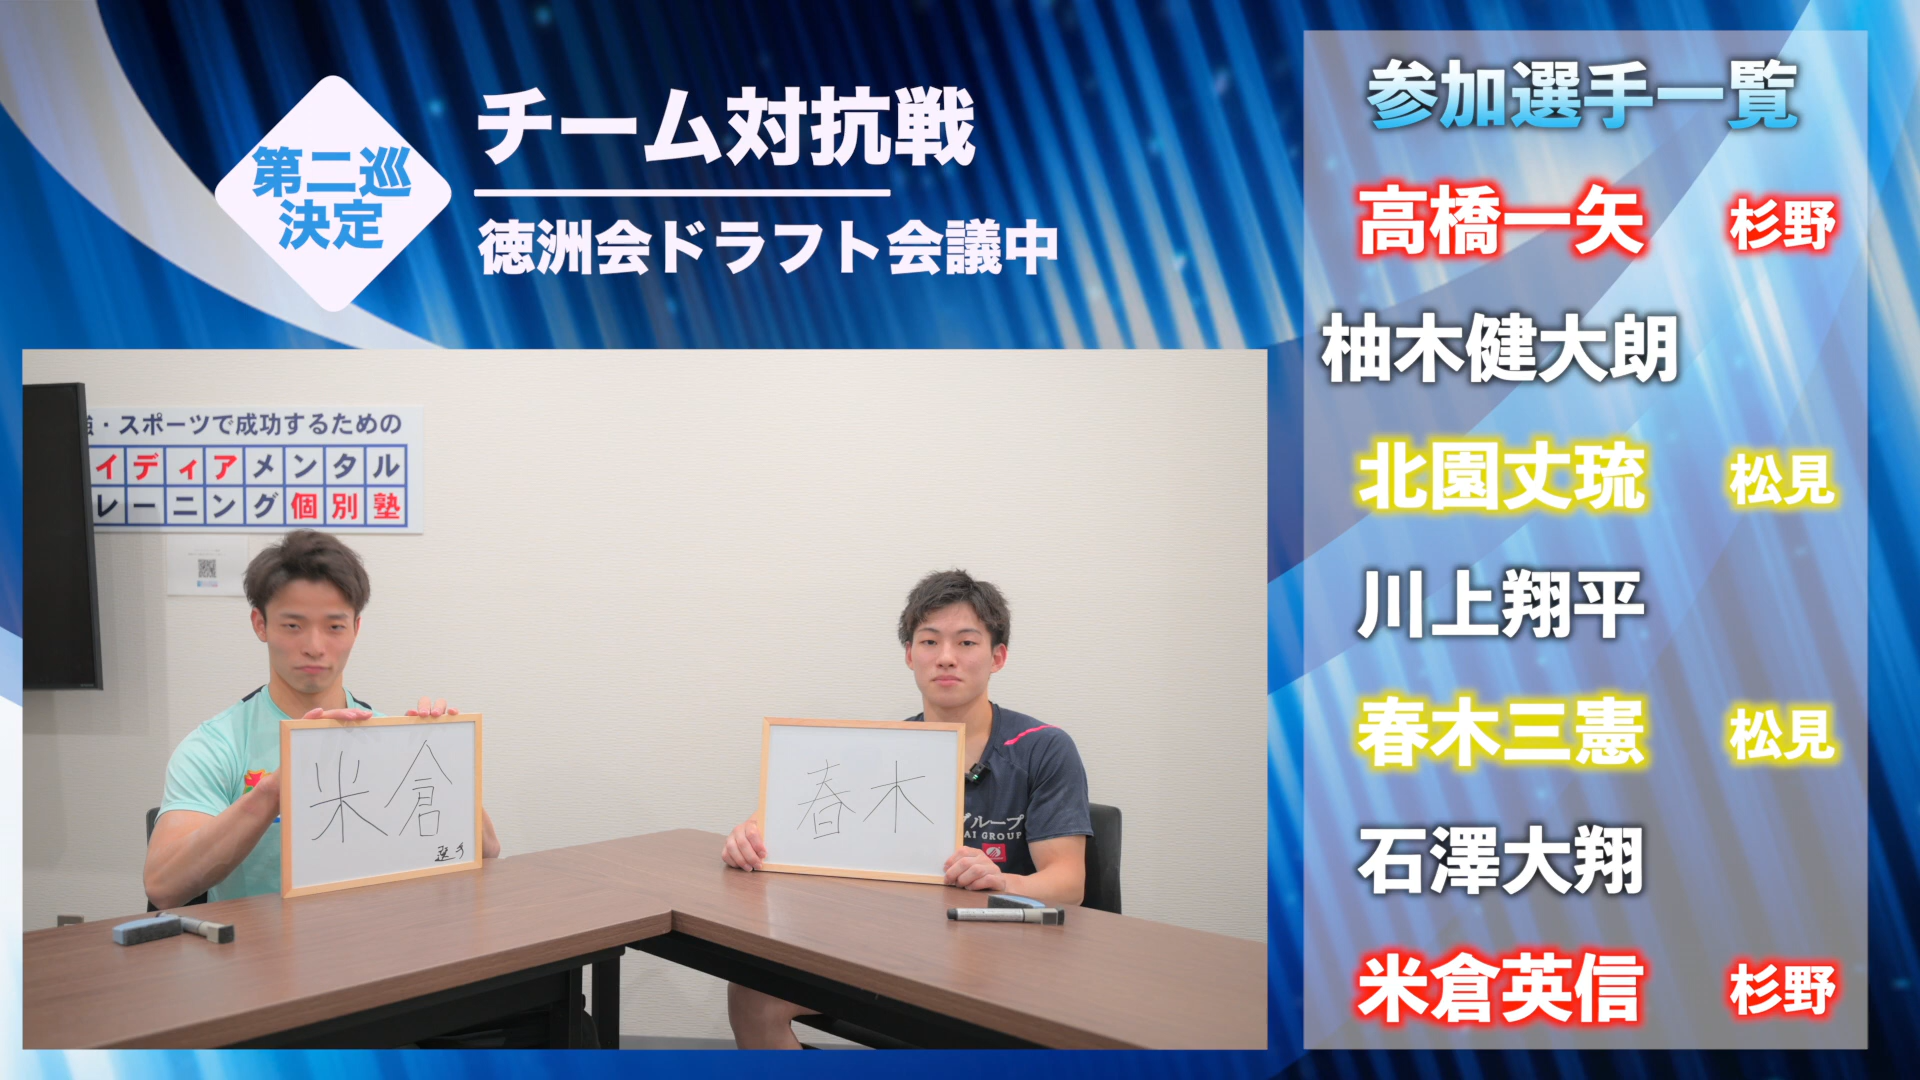 第二巡
決定
チーム対抗戦
徳洲会ドラフト会議中
参加選手一覧
高橋一矢 杉野
柚木健大朗
北園丈琉 松見
川上翔平
春木三憲 松見
石澤大翔
米倉英信 杉野
・スポーツで成功するための
イディアメンタル
レーニング個別塾
米倉
選手
春木
グループ
AI GROUP